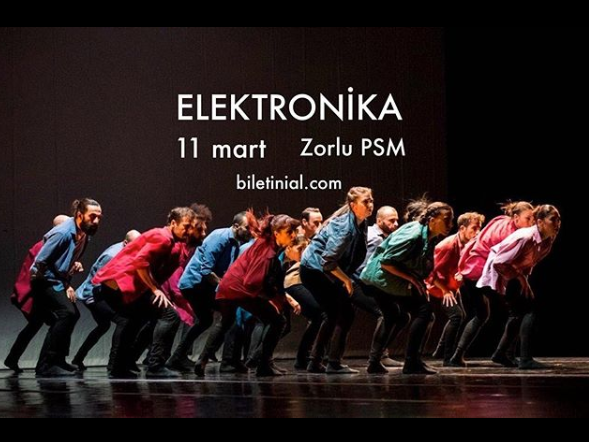 ELEKTRONİKA
11 mart Zorlu PSM
biletinial.com